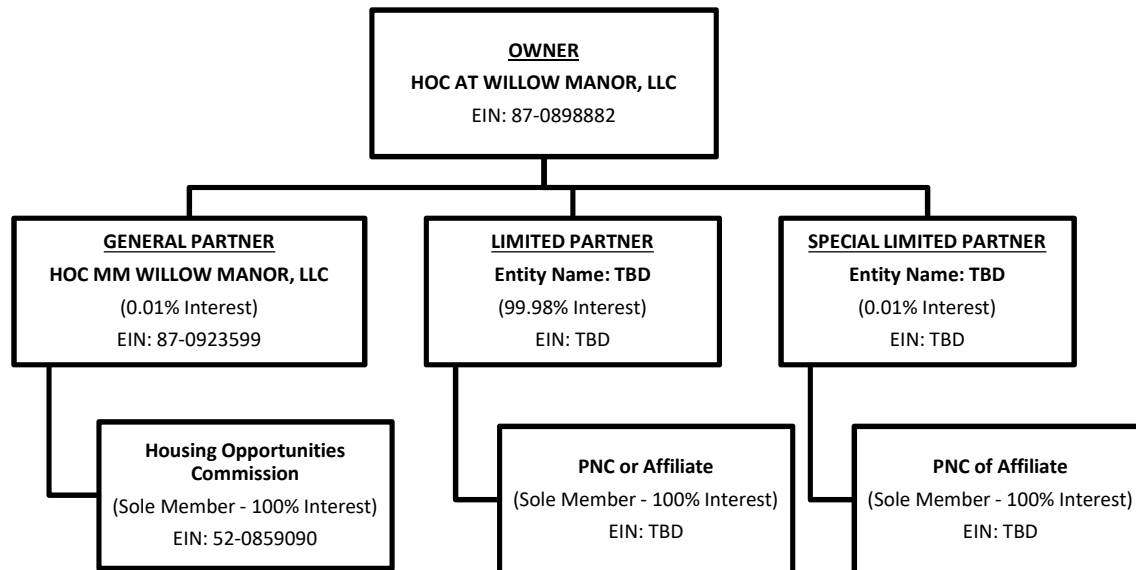 OWNER
HOC AT WILLOW MANOR, LLC
EIN: 87-0898882
GENERAL PARTNER
HOC MM WILLOW MANOR, LLC
(0.01% Interest)
EIN: 87-0923599
LIMITED PARTNER
Entity Name: TBD
(99.98% Interest)
EIN: TBD
SPECIAL LIMITED PARTNER
Entity Name: TBD
(0.01% Interest)
EIN: TBD
Housing Opportunities
Commission
(Sole Member - 100% Interest)
EIN: 52-0859090
PNC or Affiliate
(Sole Member - 100% Interest)
EIN: TBD
PNC of Affiliate
(Sole Member - 100% Interest)
EIN: TBD